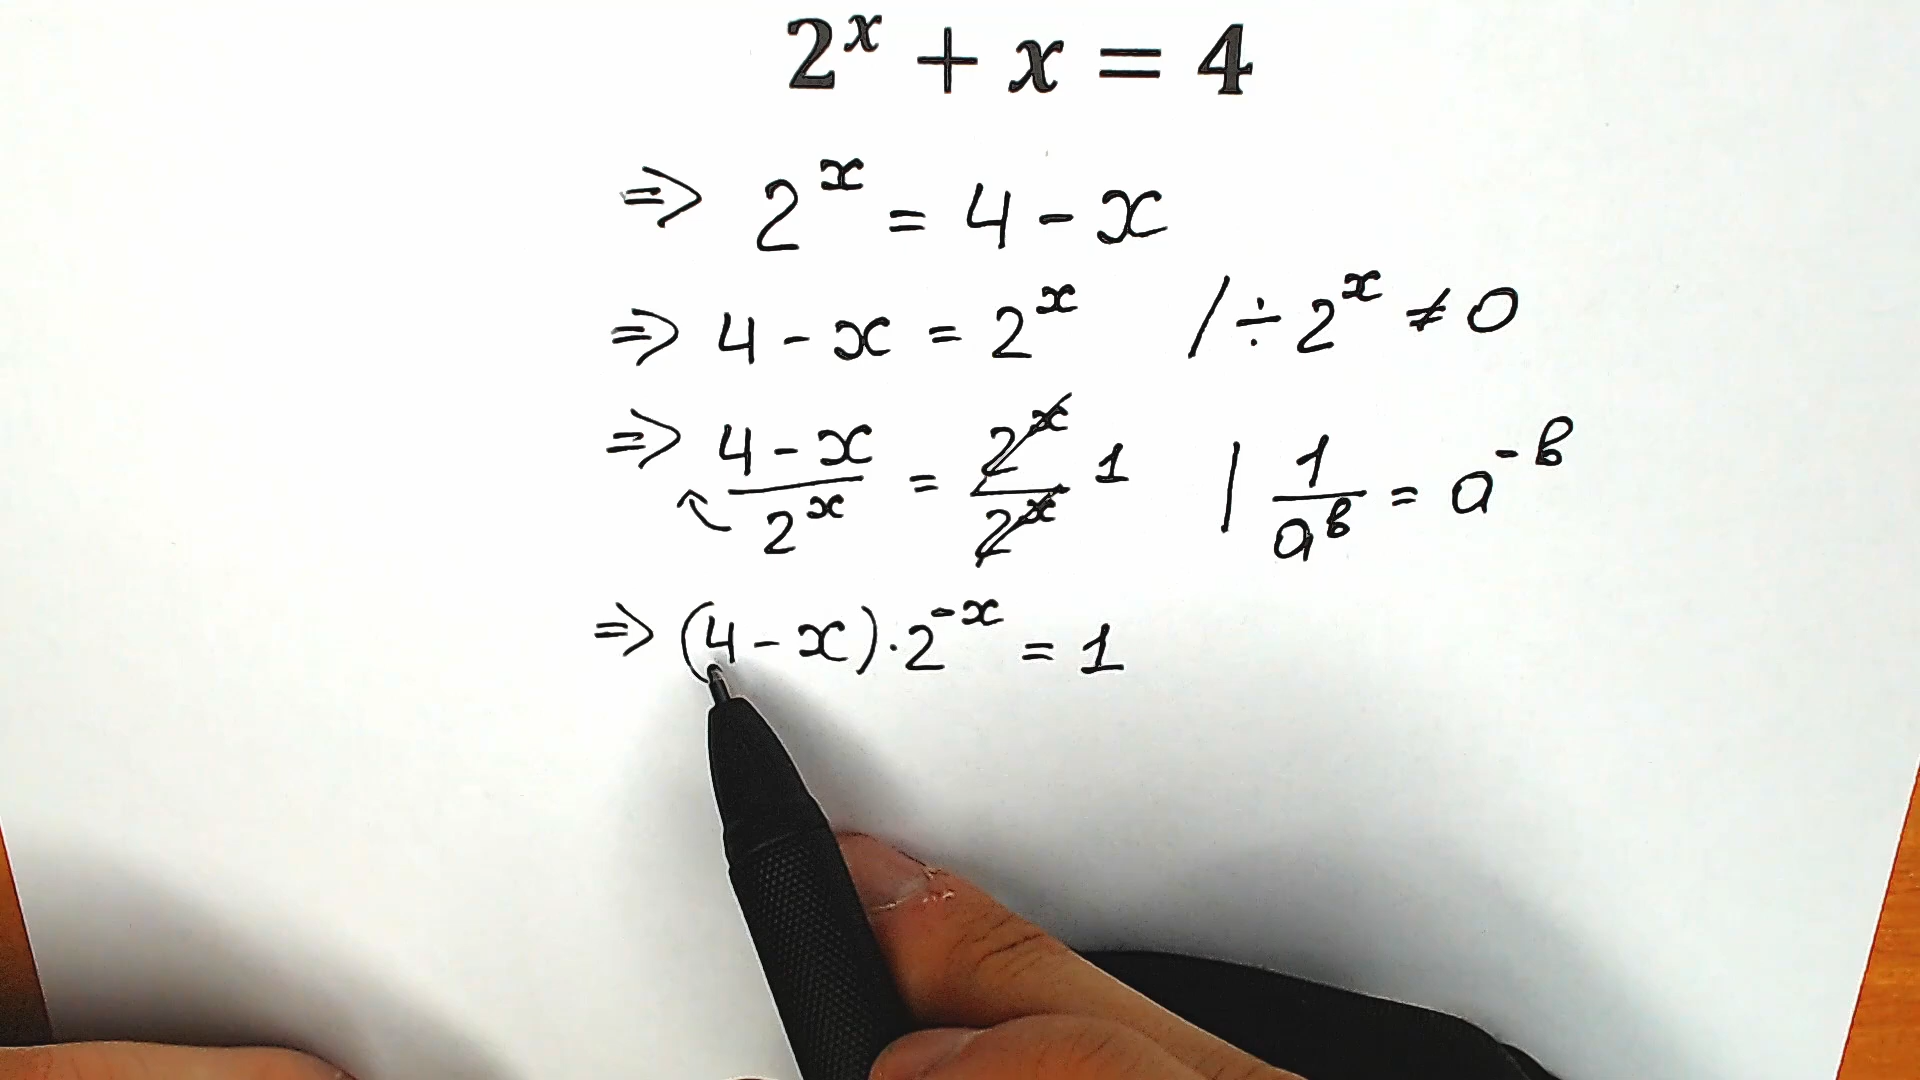 2^x + x = 4
⇒ 2^x = 4 - x
⇒ 4 - x = 2^x / ÷ 2^x ≠ 0
⇒ (4 - x)/2^x = 2^x/2^x 1 | 1/a^b = a^-b
⇒ (4 - x) · 2^-x = 1